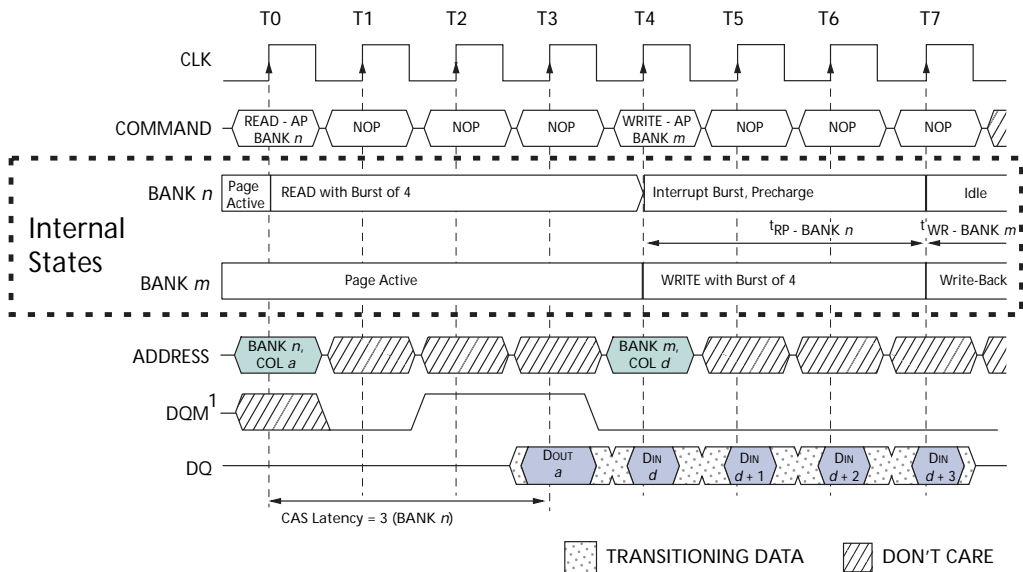 T0 T1 T2 T3 T4 T5 T6 T7
CLK
COMMAND
READ - AP
BANK n
NOP
NOP
NOP
WRITE - AP
BANK m
NOP
NOP
NOP
Internal
States
BANK n
Page
Active
READ with Burst of 4
Interrupt Burst, Precharge
Idle
tRP - BANK n
tWR - BANK m
BANK m
Page Active
WRITE with Burst of 4
Write-Back
ADDRESS
BANK n,
COL a
BANK m,
COL d
DQM1
DQ
DOUT
a
DIN
d
DIN
d + 1
DIN
d + 2
DIN
d + 3
CAS Latency = 3 (BANK n)
TRANSITIONING DATA
DON'T CARE